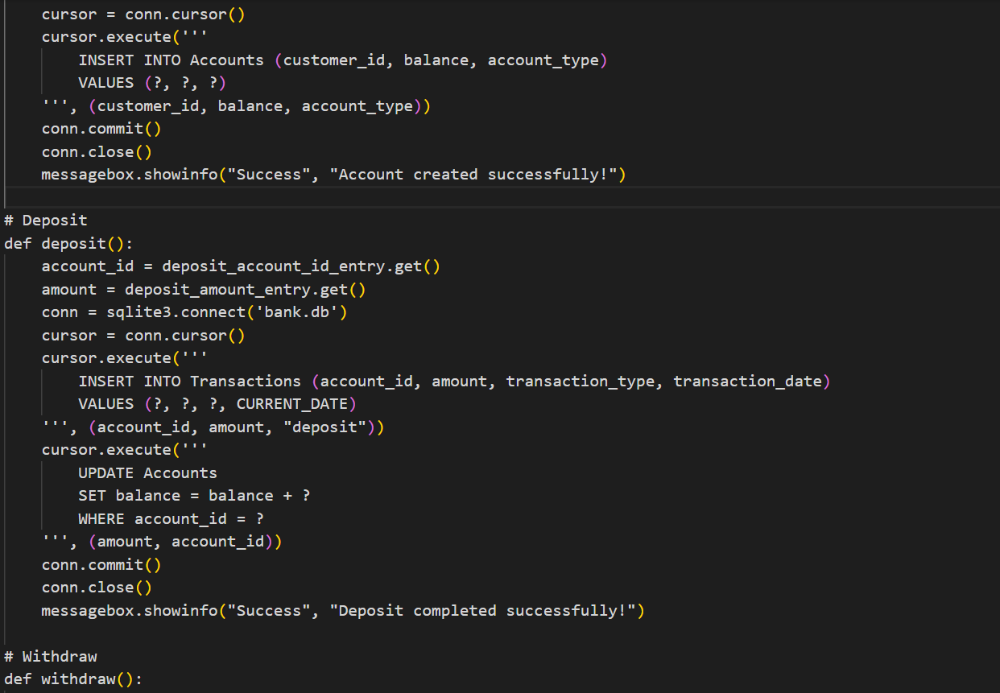 cursor = conn.cursor()
    cursor.execute('''
        INSERT INTO Accounts (customer_id, balance, account_type)
        VALUES (?, ?, ?)
    ''', (customer_id, balance, account_type))
    conn.commit()
    conn.close()
    messagebox.showinfo("Success", "Account created successfully!")

# Deposit
def deposit():
    account_id = deposit_account_id_entry.get()
    amount = deposit_amount_entry.get()
    conn = sqlite3.connect('bank.db')
    cursor = conn.cursor()
    cursor.execute('''
        INSERT INTO Transactions (account_id, amount, transaction_type, transaction_date)
        VALUES (?, ?, ?, CURRENT_DATE)
    ''', (account_id, amount, "deposit"))
    cursor.execute('''
        UPDATE Accounts
        SET balance = balance + ?
        WHERE account_id = ?
    ''', (amount, account_id))
    conn.commit()
    conn.close()
    messagebox.showinfo("Success", "Deposit completed successfully!")

# Withdraw
def withdraw():